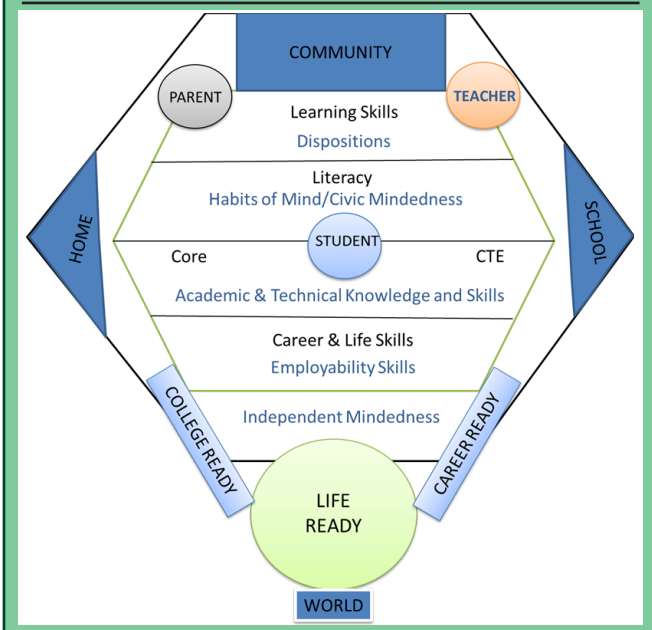 COMMUNITY
PARENT
TEACHER
Learning Skills
Dispositions
Literacy
Habits of Mind/Civic Mindedness
HOME
STUDENT
SCHOOL
Core
CTE
Academic & Technical Knowledge and Skills
Career & Life Skills
Employability Skills
COLLEGE READY
Independent Mindedness
CAREER READY
LIFE
READY
WORLD